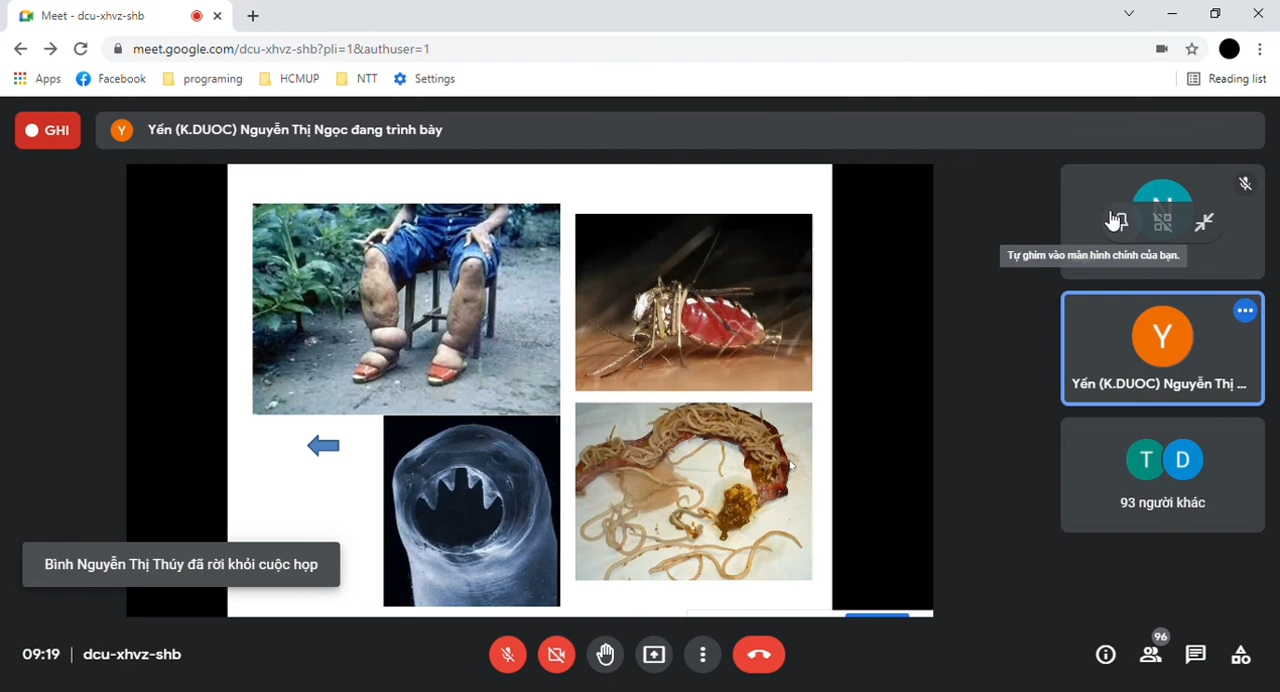 Meet - dcu-xhvz-shb
meet.google.com/dcu-xhvz-shb?pli=1&authuser=1
Apps
Facebook
programing
HCMUP
NTT
Settings
Reading list
GHI
Y
Yến (K.DUOC) Nguyễn Thị Ngọc đang trình bày
Tự ghim vào màn hình chính của bạn.
Y
Yến (K.DUOC) Nguyễn Thị ...
T D
93 người khác
Bình Nguyễn Thị Thúy đã rời khỏi cuộc họp
09:19 | dcu-xhvz-shb
96